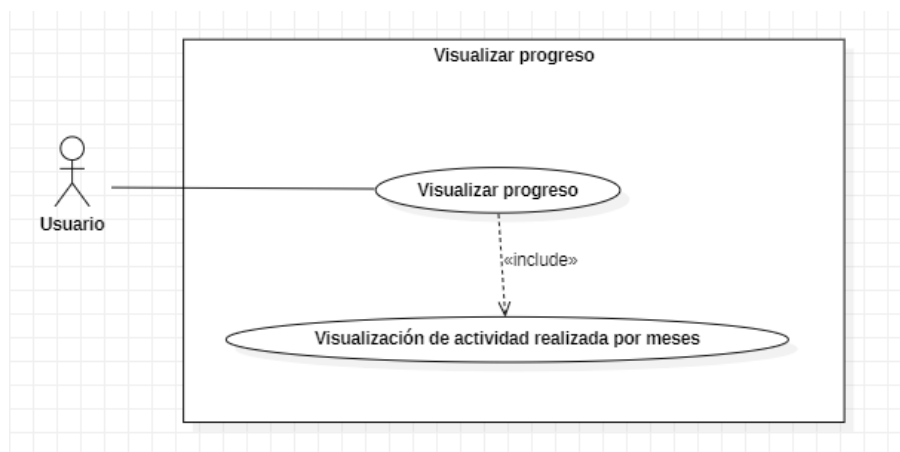 Visualizar progreso
Usuario
Visualizar progreso
«include»
Visualización de actividad realizada por meses